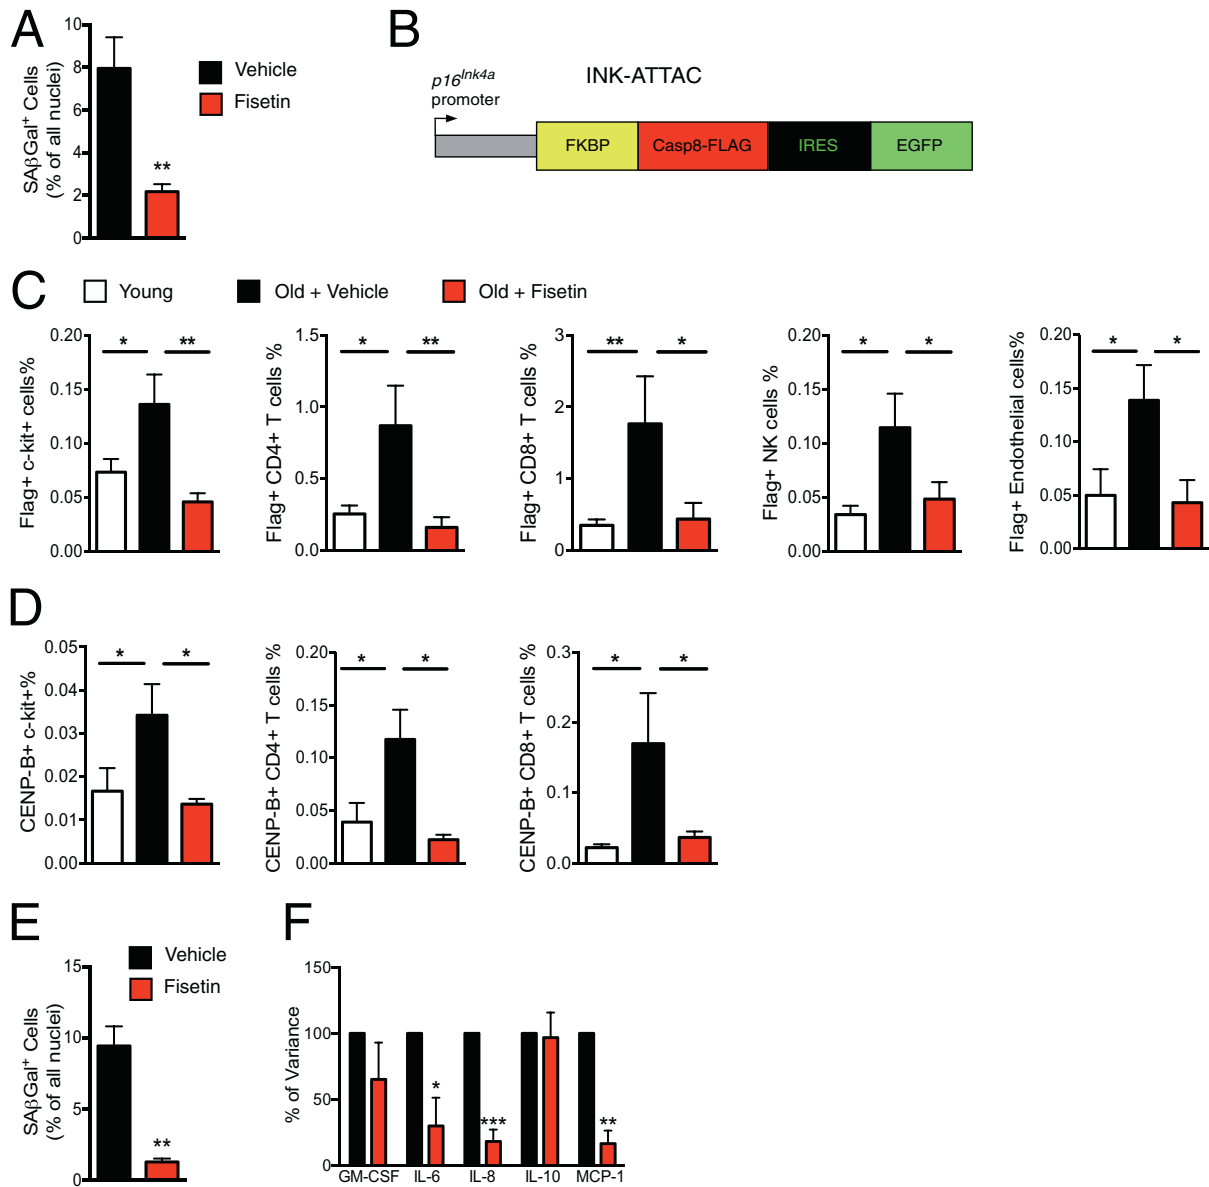 A
SAβGal⁺ Cells
(% of all nuclei)
10
8
6
4
2
0
**
Vehicle
Fisetin
B
p16^Ink4a
promoter
INK-ATTAC
FKBP
Casp8-FLAG
IRES
EGFP
C
Young
Old + Vehicle
Old + Fisetin
Flag+ c-kit+ cells%
0.20
0.15
0.10
0.05
0.00
*
**
Flag+ CD4+ T cells %
1.5
1.0
0.5
0.0
*
**
Flag+ CD8+ T cells %
3
2
1
0
**
*
Flag+ NK cells %
0.20
0.15
0.10
0.05
0.00
*
*
Flag+ Endothelial cells%
0.20
0.15
0.10
0.05
0.00
*
*
D
CENP-B+ c-kit+%
0.05
0.04
0.03
0.02
0.01
0.00
*
*
CENP-B+ CD4+ T cells %
0.20
0.15
0.10
0.05
0.00
*
*
CENP-B+ CD8+ T cells %
0.3
0.2
0.1
0.0
*
*
E
SAβGal⁺ Cells
(% of all nuclei)
15
10
5
0
**
Vehicle
Fisetin
F
% of Variance
150
100
50
0
*
***
**
GM-CSF IL-6 IL-8 IL-10 MCP-1